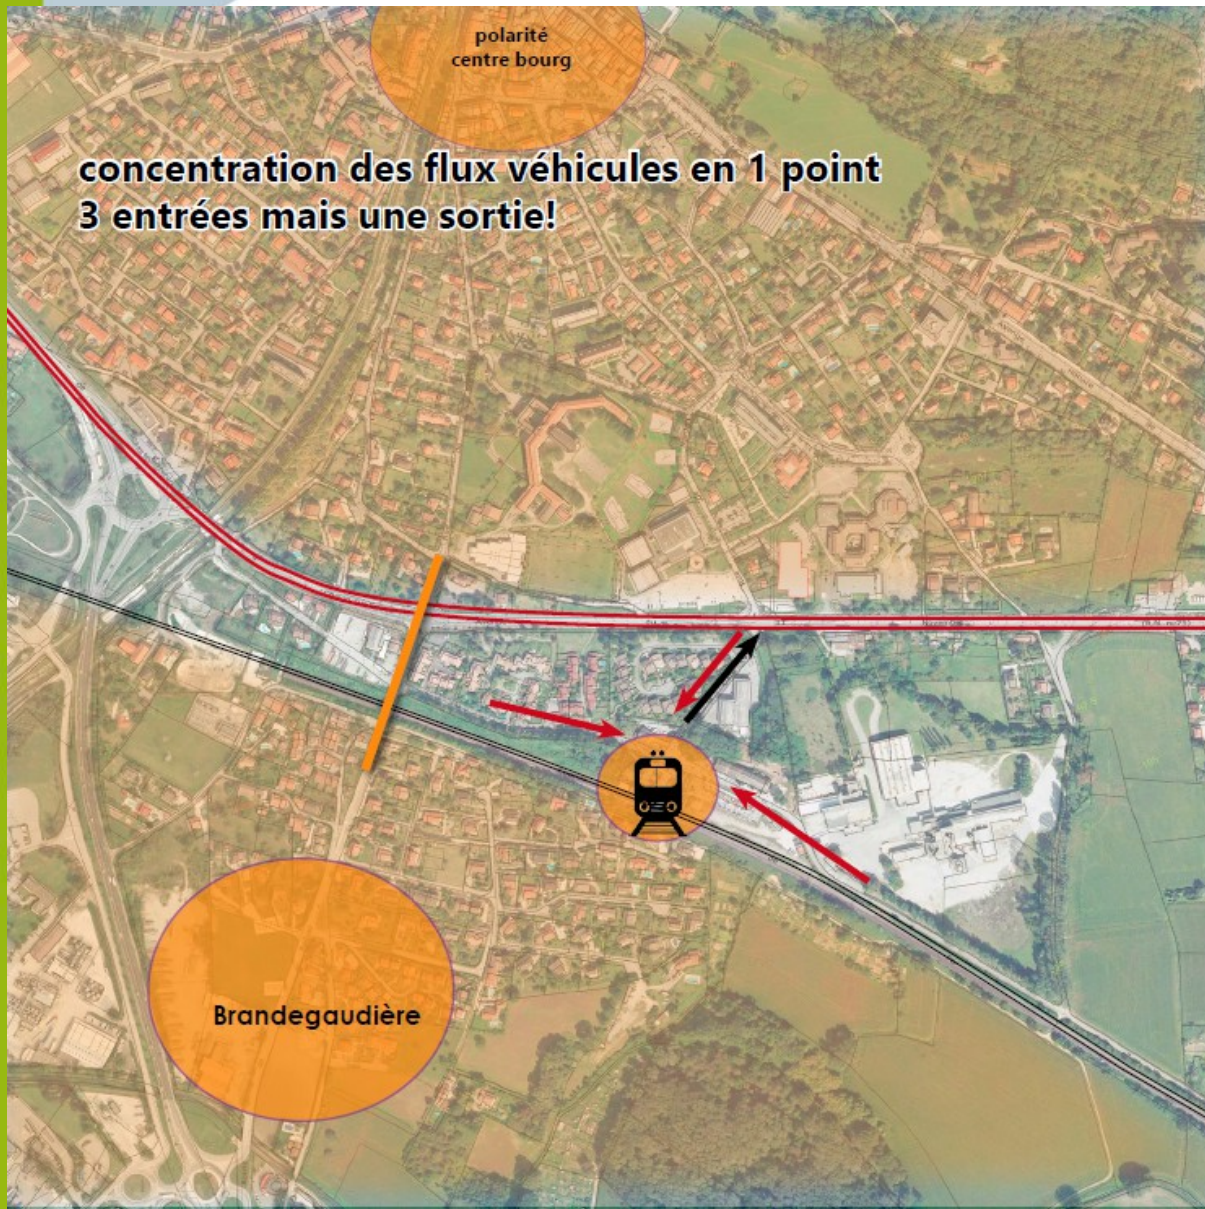 polarité
centre bourg
concentration des flux véhicules en 1 point
3 entrées mais une sortie!
Brandegaudière